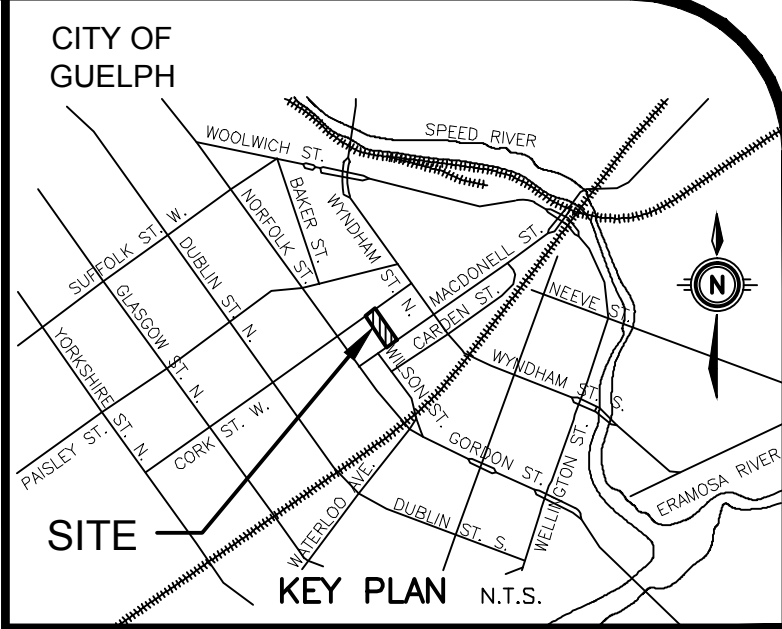 CITY OF
GUELPH
WOOLWICH ST.
SPEED RIVER
BAKER ST.
NORFOLK ST.
WYNDHAM ST. N.
SUFFOLK ST. W.
DUBLIN ST. N.
MACDONELL ST.
CARDEN ST.
NEEVE ST.
N
GLASGOW ST. N.
YORKSHIRE ST. N.
WILSON ST.
WYNDHAM ST. S.
CORK ST. W.
PAISLEY ST.
GORDON ST.
WELLINGTON ST.
ERAMOSA RIVER
WATERLOO AVE.
DUBLIN ST. S.
SITE
KEY PLAN N.T.S.